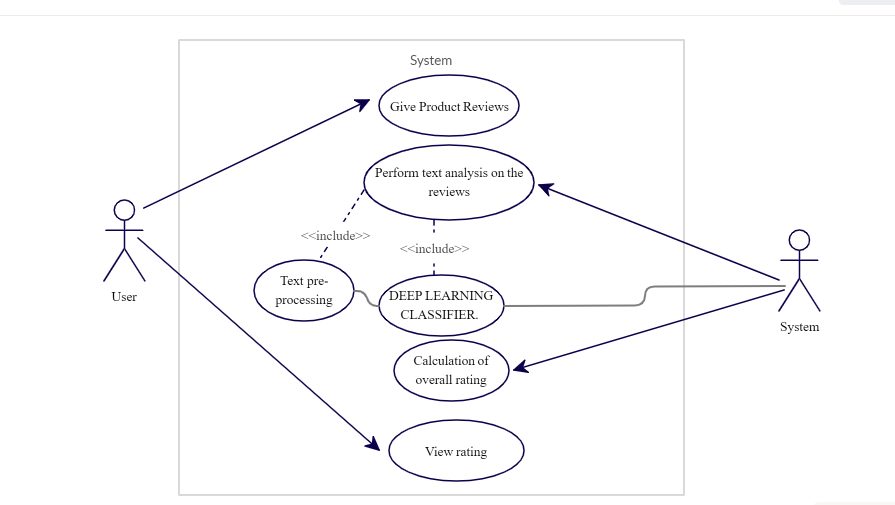 System
Give Product Reviews
Perform text analysis on the
reviews
<<include>>
<<include>>
Text pre-
processing
DEEP LEARNING
CLASSIFIER.
Calculation of
overall rating
View rating
User
System